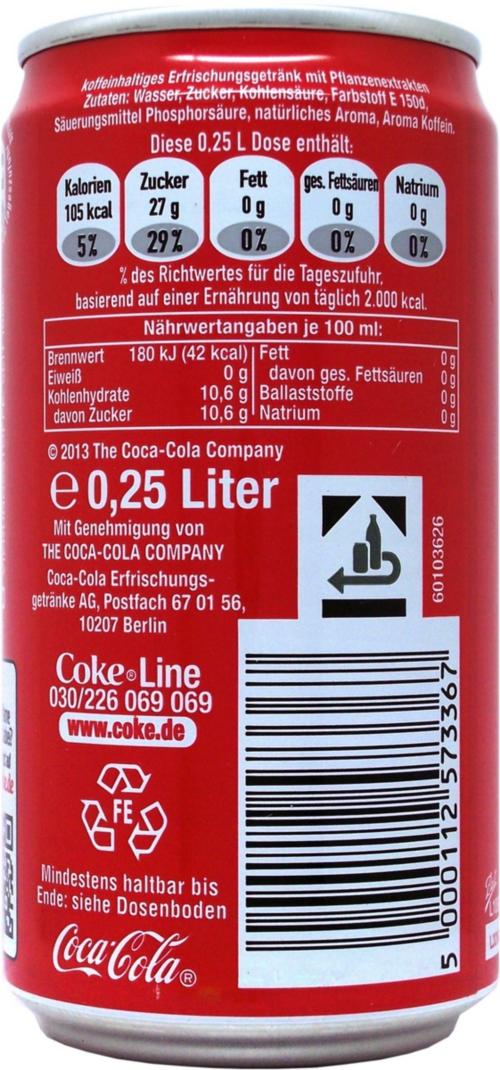 koffeinhaltiges Erfrischungsgetränk mit Pflanzenextrakten
Zutaten: Wasser, Zucker, Kohlensäure, Farbstoff E 150d,
Säuerungsmittel Phosphorsäure, natürliches Aroma, Aroma Koffein.
Diese 0,25 L Dose enthält:
Kalorien 105 kcal 5%
Zucker 27 g 29%
Fett 0 g 0%
ges. Fettsäuren 0 g 0%
Natrium 0 g 0%
% des Richtwertes für die Tageszufuhr,
basierend auf einer Ernährung von täglich 2.000 kcal.
Nährwertangaben je 100 ml:
Brennwert 180 kJ (42 kcal) Fett 0 g
Eiweiß 0 g davon ges. Fettsäuren 0 g
Kohlenhydrate 10,6 g Ballaststoffe 0 g
davon Zucker 10,6 g Natrium 0 g
© 2013 The Coca-Cola Company
e 0,25 Liter
Mit Genehmigung von
THE COCA-COLA COMPANY
Coca-Cola Erfrischungs-
getränke AG, Postfach 67 01 56,
10207 Berlin
60103626
Coke® Line
030/226 069 069
www.coke.de
FE
Mindestens haltbar bis
Ende: siehe Dosenboden
Coca-Cola®
5 000112 573367